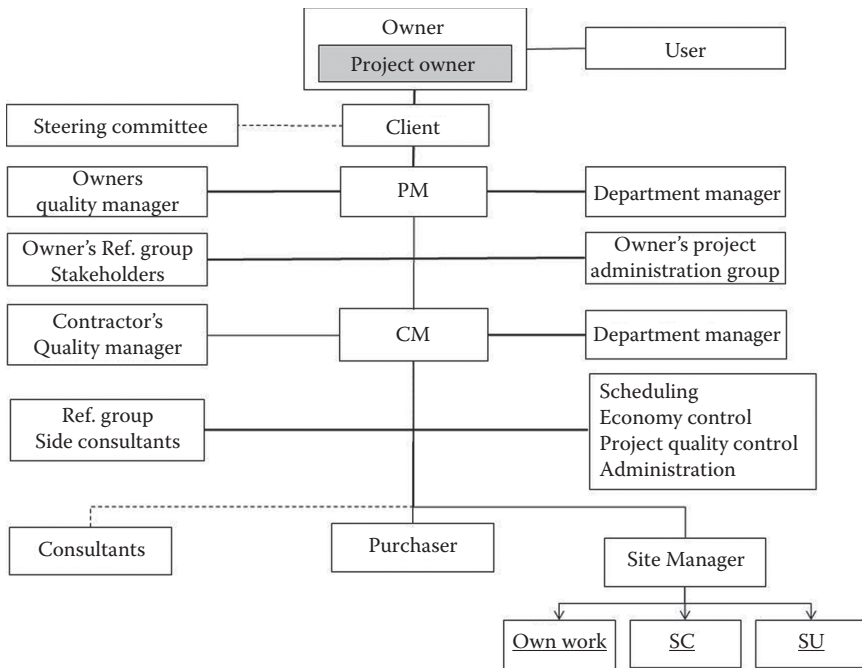 Owner
Project owner
User
Steering committee
Client
Owners
quality manager
PM
Department manager
Owner's Ref. group
Stakeholders
Owner's project
administration group
Contractor's
Quality manager
CM
Department manager
Ref. group
Side consultants
Scheduling
Economy control
Project quality control
Administration
Consultants
Purchaser
Site Manager
Own work
SC
SU